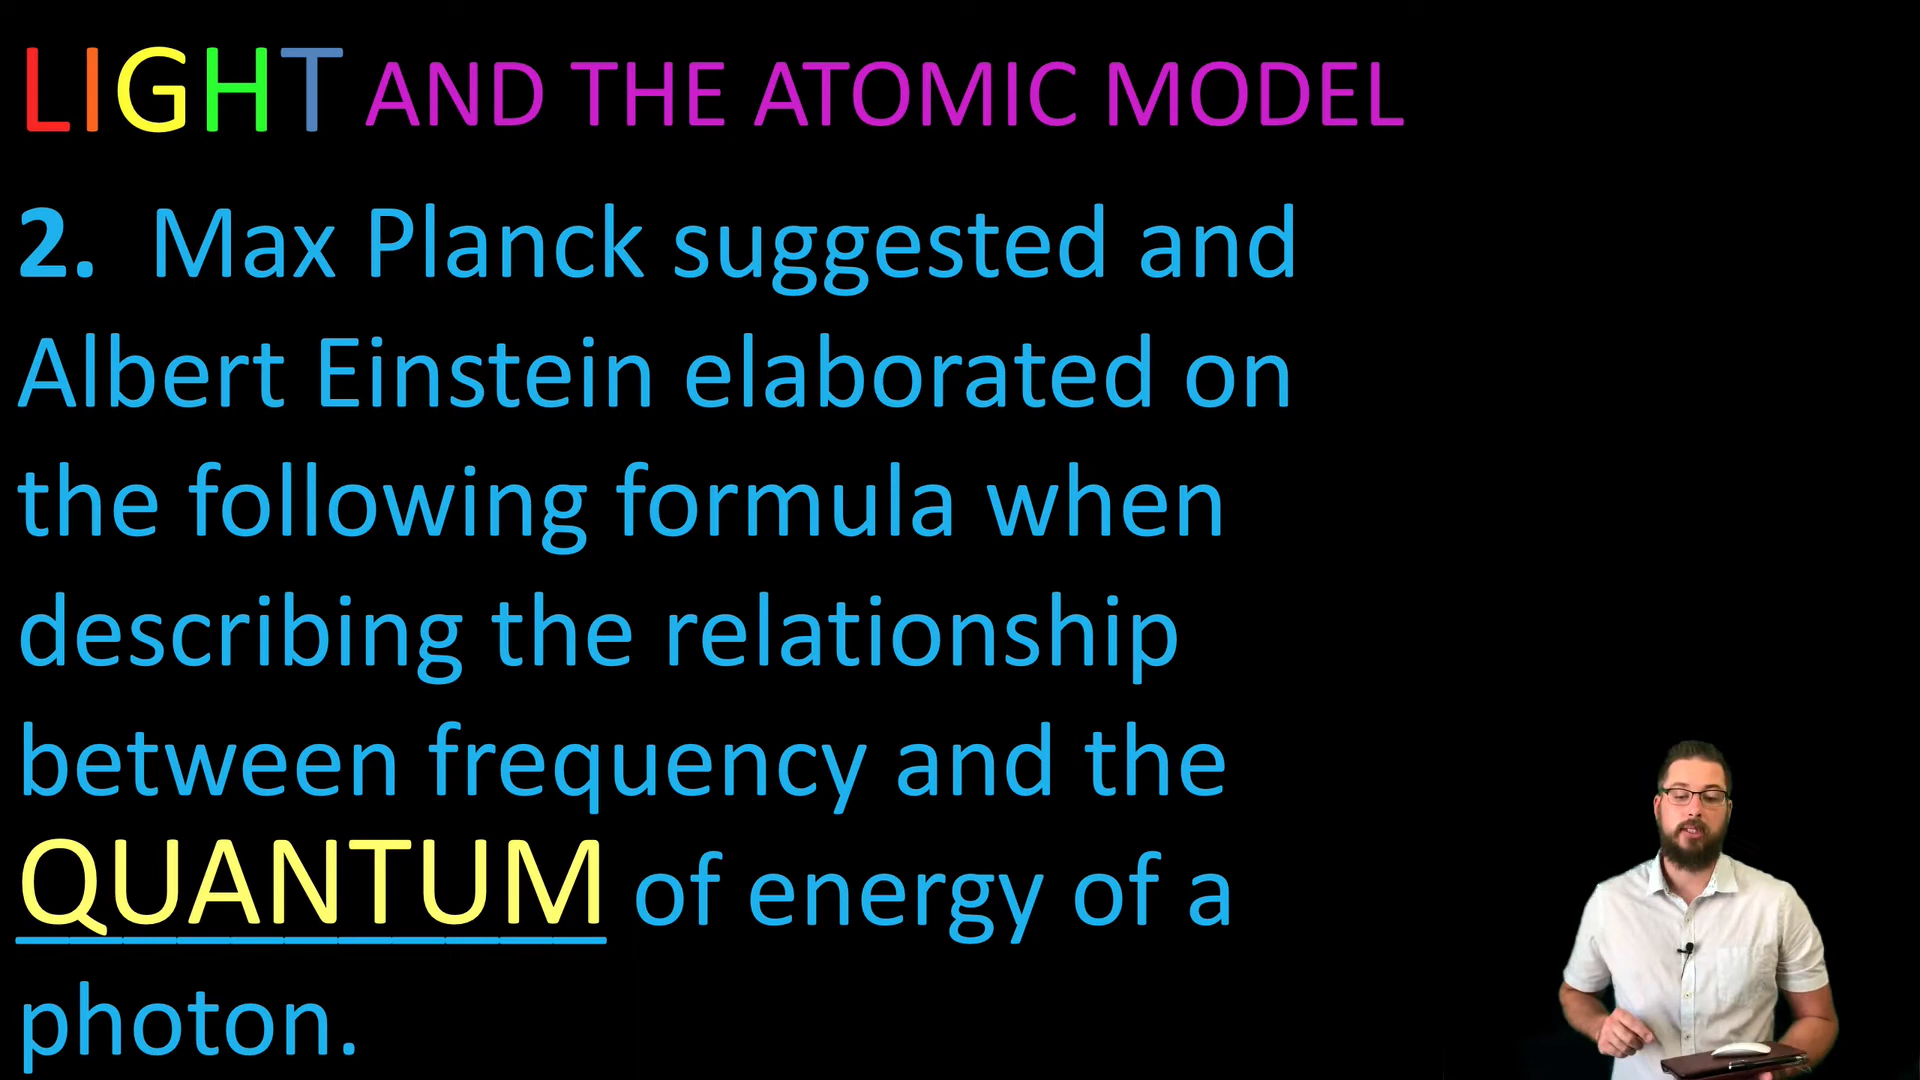 LIGHT AND THE ATOMIC MODEL
2. Max Planck suggested and
Albert Einstein elaborated on
the following formula when
describing the relationship
between frequency and the
QUANTUM of energy of a
photon.